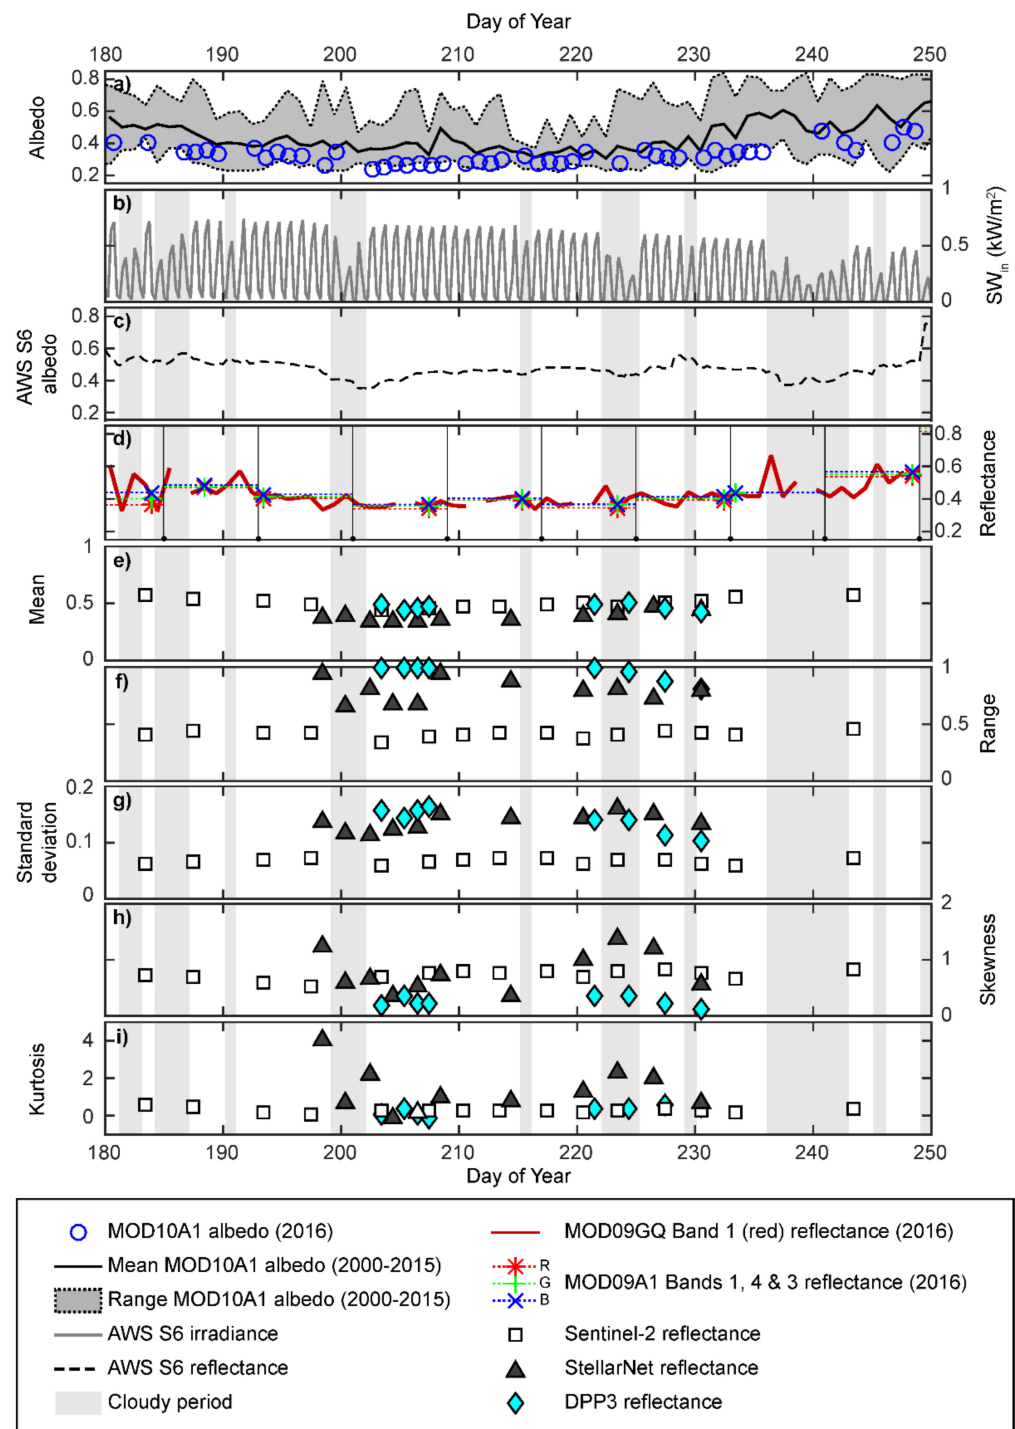 Day of Year
180 190 200 210 220 230 240 250
a)
0.8
0.6
0.4
0.2
Albedo
b)
1
0.5
0
SWin (kW/m²)
c)
0.8
0.6
0.4
0.2
AWS S6
albedo
d)
0.8
0.6
0.4
0.2
Reflectance
e)
1
0.5
0
Mean
f)
1
0.5
0
Range
g)
0.2
0.1
0
Standard
deviation
h)
2
1
0
Skewness
i)
4
2
0
Kurtosis
180 190 200 210 220 230 240 250
Day of Year
MOD10A1 albedo (2016)
Mean MOD10A1 albedo (2000-2015)
Range MOD10A1 albedo (2000-2015)
AWS S6 irradiance
AWS S6 reflectance
Cloudy period
MOD09GQ Band 1 (red) reflectance (2016)
R
G
B
MOD09A1 Bands 1, 4 & 3 reflectance (2016)
Sentinel-2 reflectance
StellarNet reflectance
DPP3 reflectance